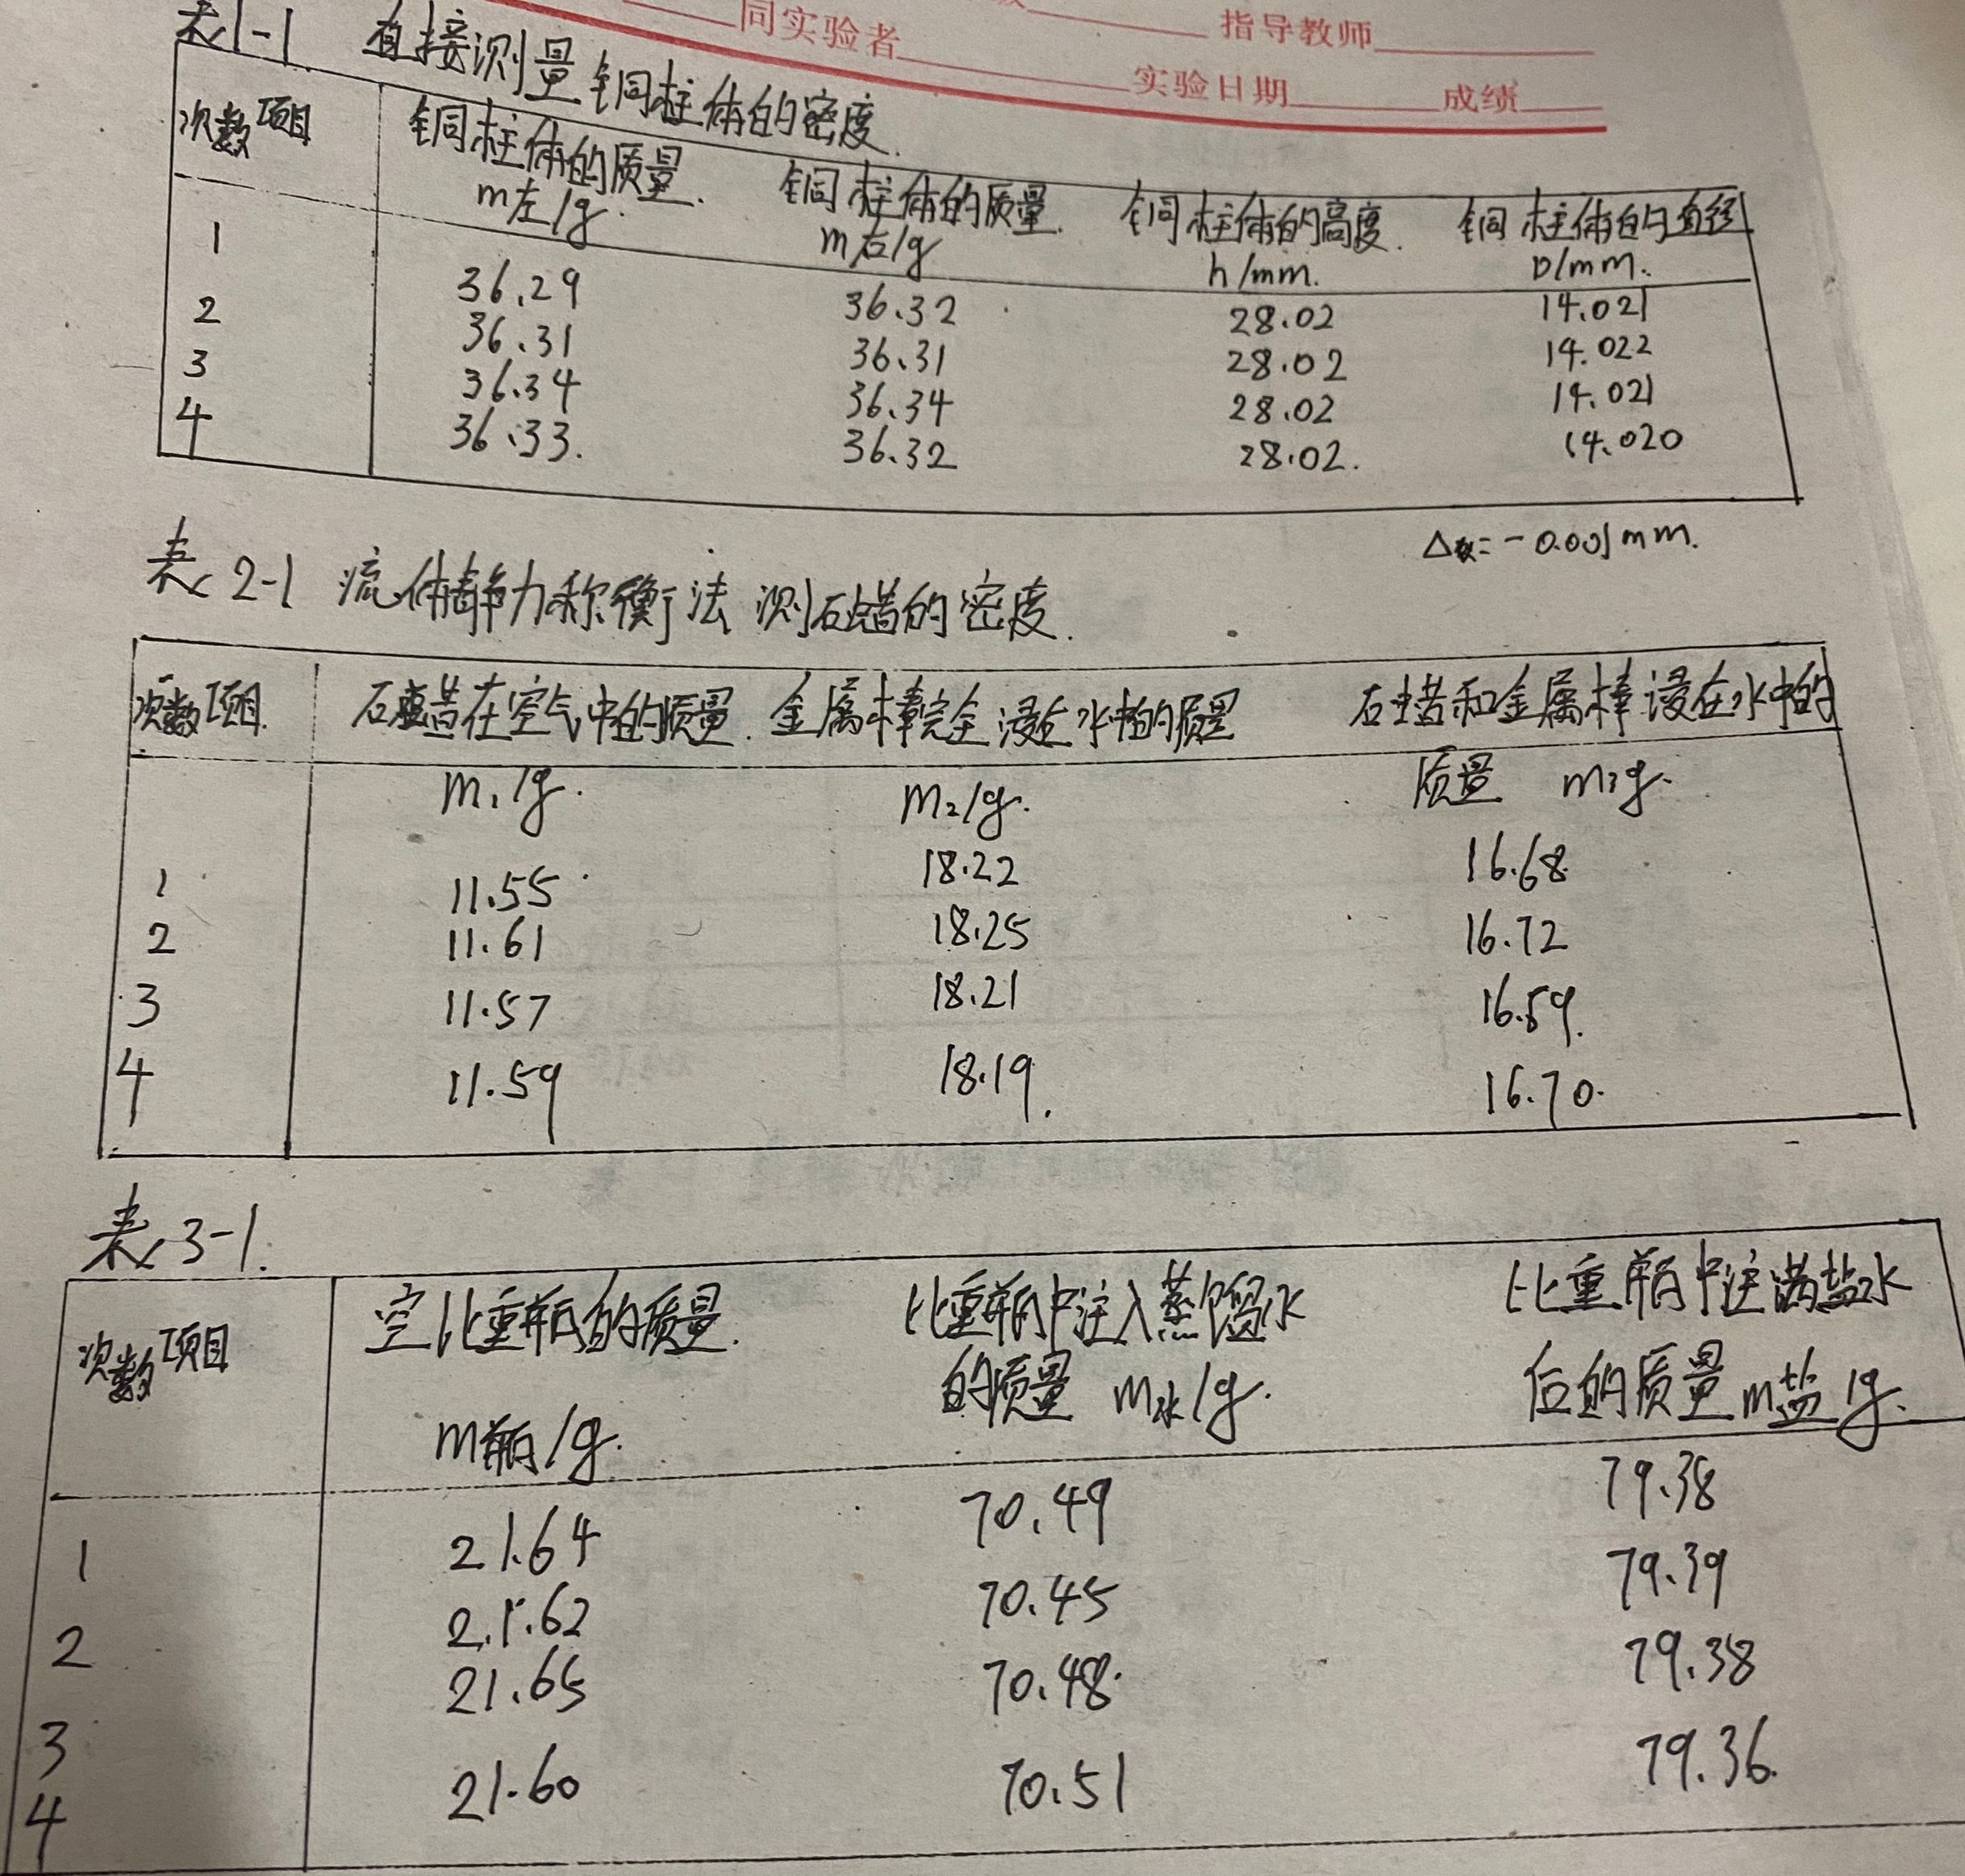 同实验者
指导教师
实验日期
成绩
表1-1 直接测量铜柱体的密度.
次数 项目 铜柱体的质量. m左/g. 铜柱体的质量. m右/g 铜柱体的高度. h/mm. 铜柱体的直径 D/mm.
1 36.29 36.32 28.02 14.021
2 36.31 36.31 28.02 14.022
3 36.34 36.34 28.02 14.021
4 36.33. 36.32 28.02. 14.020
= -0.001mm.
表2-1 流体静力称衡法 测石蜡的密度.
次数 项目. 石蜡在空气中的质量. 金属棒完全浸在水中的质量 石蜡和金属棒浸在水中的
m₁/g. m₂/g. 质量 m₃g.
1 11.55 18.22 16.68
2 11.61 18.25 16.72
3 11.57 18.21 16.59.
4 11.59 18.19. 16.70.
表3-1.
次数 项目 空比重瓶的质量. 比重瓶中注入蒸馏水 比重瓶中注满盐水
的质量 m水/g. 位的质量m盐/g.
m瓶/g.
1 21.64 70.49 79.38
2 21.62 70.45 79.39
3 21.65 70.48. 79.38
4 21.60 70.51 79.36.